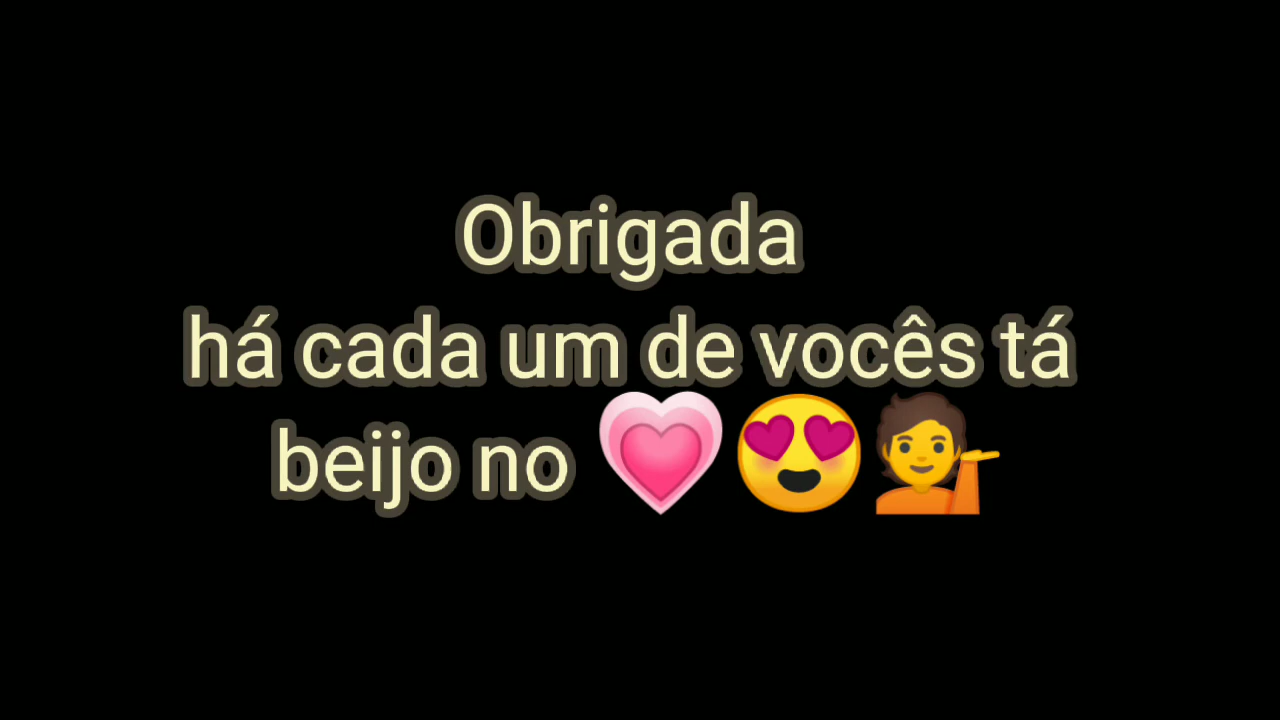 Obrigada
há cada um de vocês tá
beijo no 💗😍💁